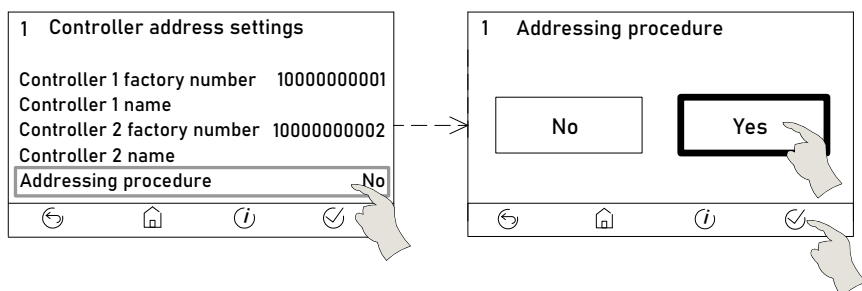 1 Controller address settings
Controller 1 factory number 10000000001
Controller 1 name
Controller 2 factory number 10000000002
Controller 2 name
Addressing procedure No
i
1 Addressing procedure
No Yes
i